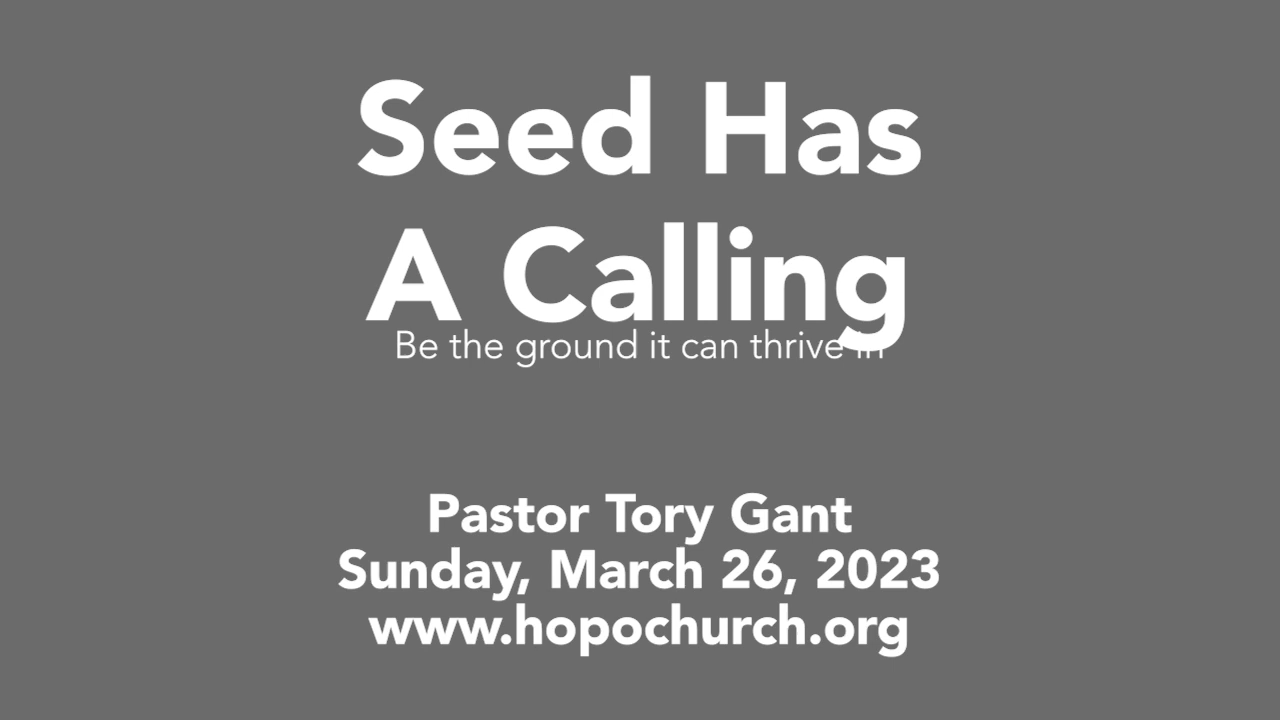 Seed Has
A Calling
Be the ground it can thrive in
Pastor Tory Gant
Sunday, March 26, 2023
www.hopochurch.org